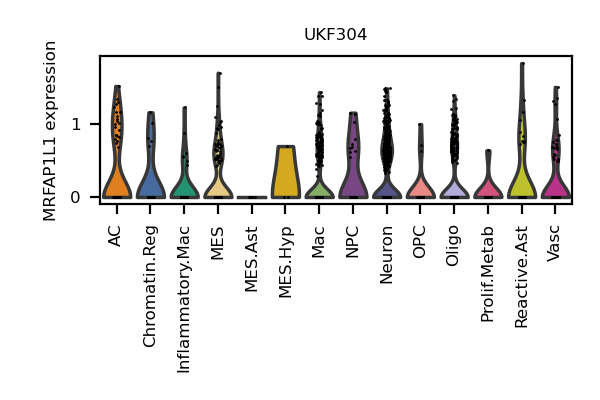 UKF304
MRFAP1L1 expression
1
0
AC
Chromatin.Reg
Inflammatory.Mac
MES
MES.Ast
MES.Hyp
Mac
NPC
Neuron
OPC
Oligo
Prolif.Metab
Reactive.Ast
Vasc